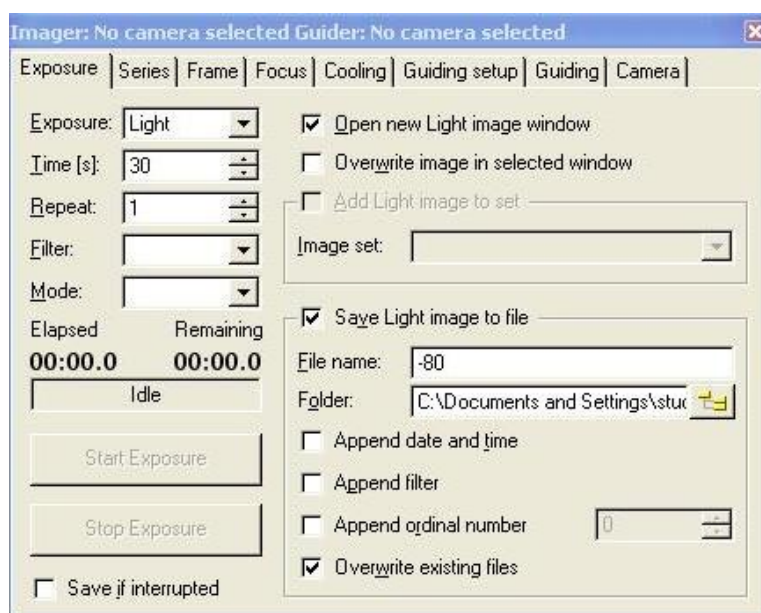 Imager: No camera selected Guider: No camera selected
Exposure Series Frame Focus Cooling Guiding setup Guiding Camera
Exposure: Light
Time [s]: 30
Repeat: 1
Filter:
Mode:
Elapsed Remaining
00:00.0 00:00.0
Idle
Start Exposure
Stop Exposure
Save if interrupted
Open new Light image window
Overwrite image in selected window
Add Light image to set
Image set:
Save Light image to file
File name: -80
Folder: C:\Documents and Settings\stud
Append date and time
Append filter
Append ordinal number 0
Overwrite existing files